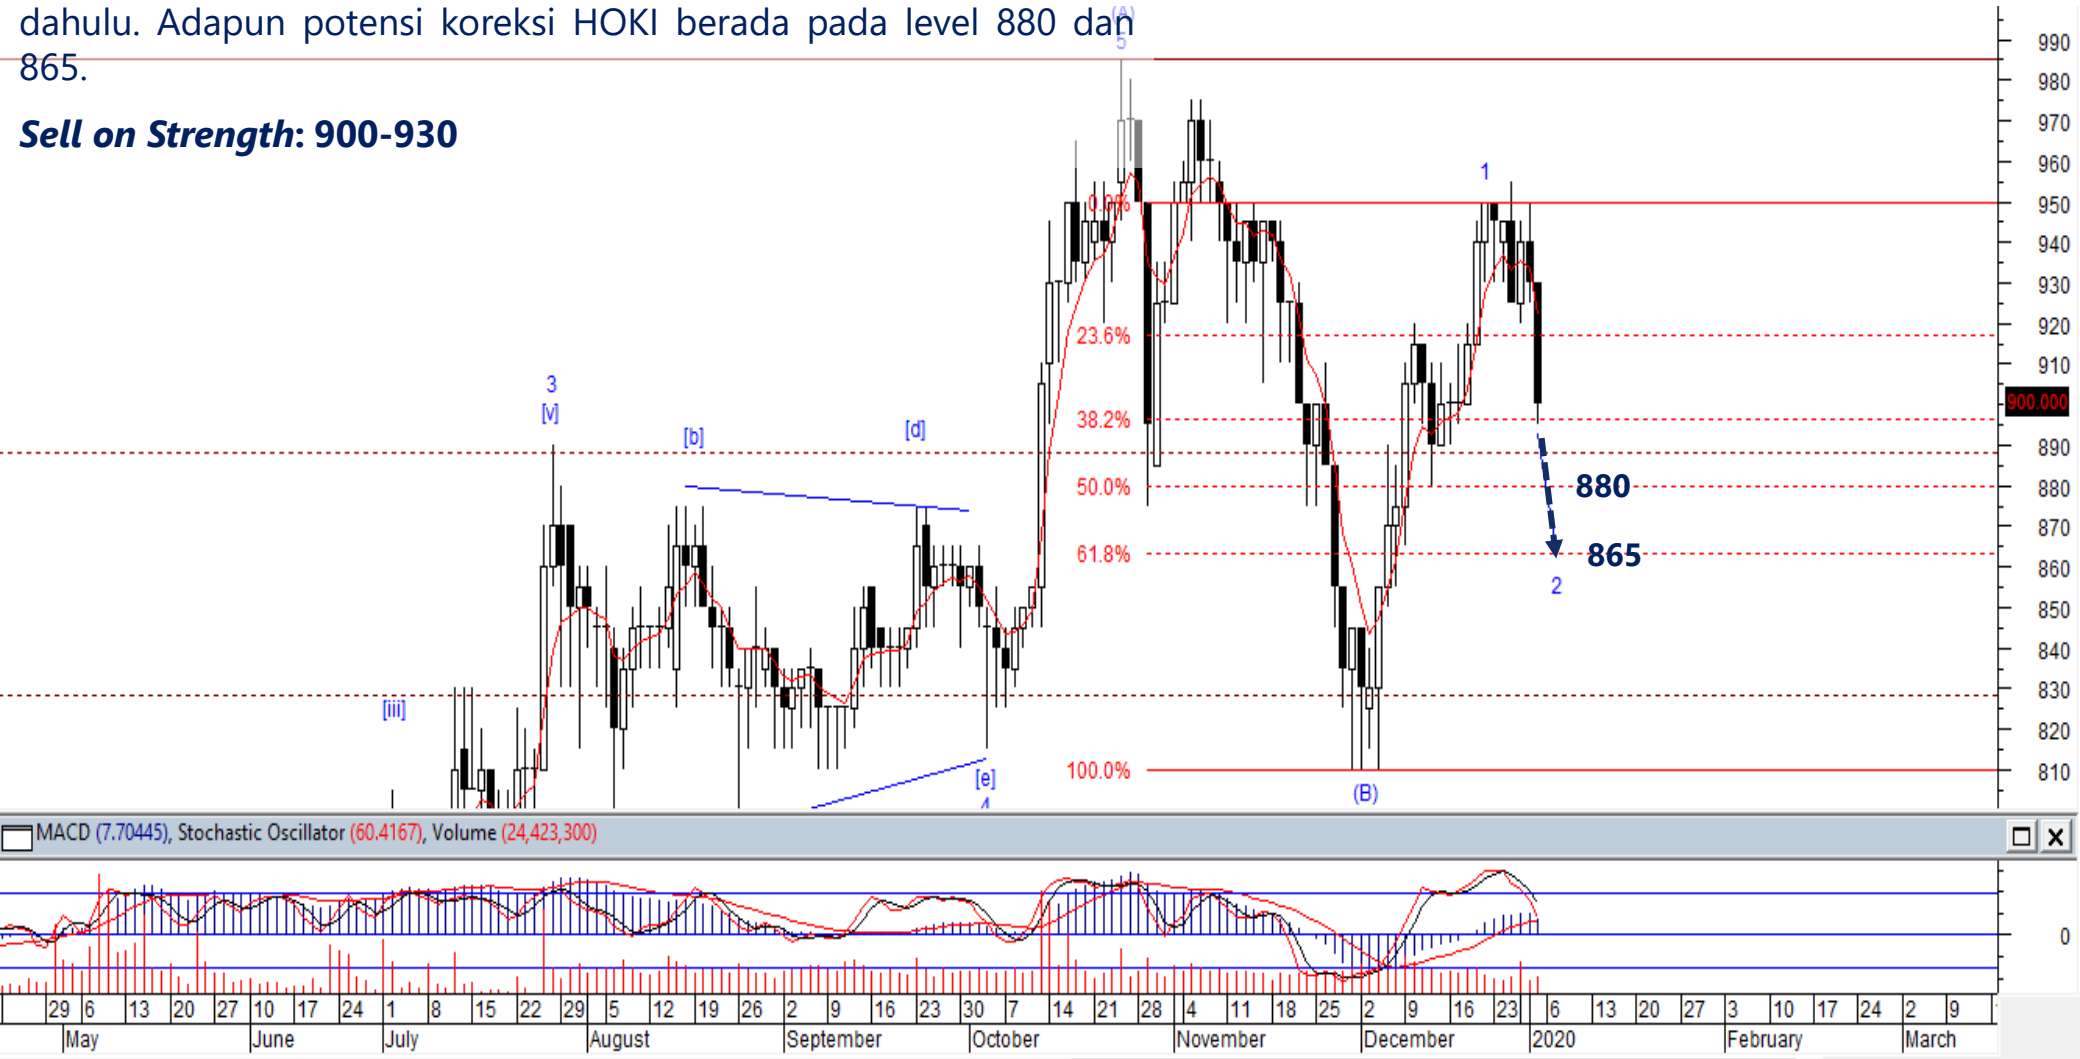 dahulu. Adapun potensi koreksi HOKI berada pada level 880 dan
865.
Sell on Strength: 900-930
(A)
5
990
980
970
960
950
940
930
920
910
900.000
890
880
870
860
850
840
830
820
810
0.0%
23.6%
38.2%
50.0%
61.8%
100.0%
1
3
[v]
[b]
[d]
[iii]
[e]
4
(B)
880
865
2
MACD (7.70445), Stochastic Oscillator (60.4167), Volume (24,423,300)
0
29 6 13 20 27 10 17 24 1 8 15 22 29 5 12 19 26 2 9 16 23 30 7 14 21 28 4 11 18 25 2 9 16 23 6 13 20 27 3 10 17 24 2 9
May June July August September October November December 2020 February March